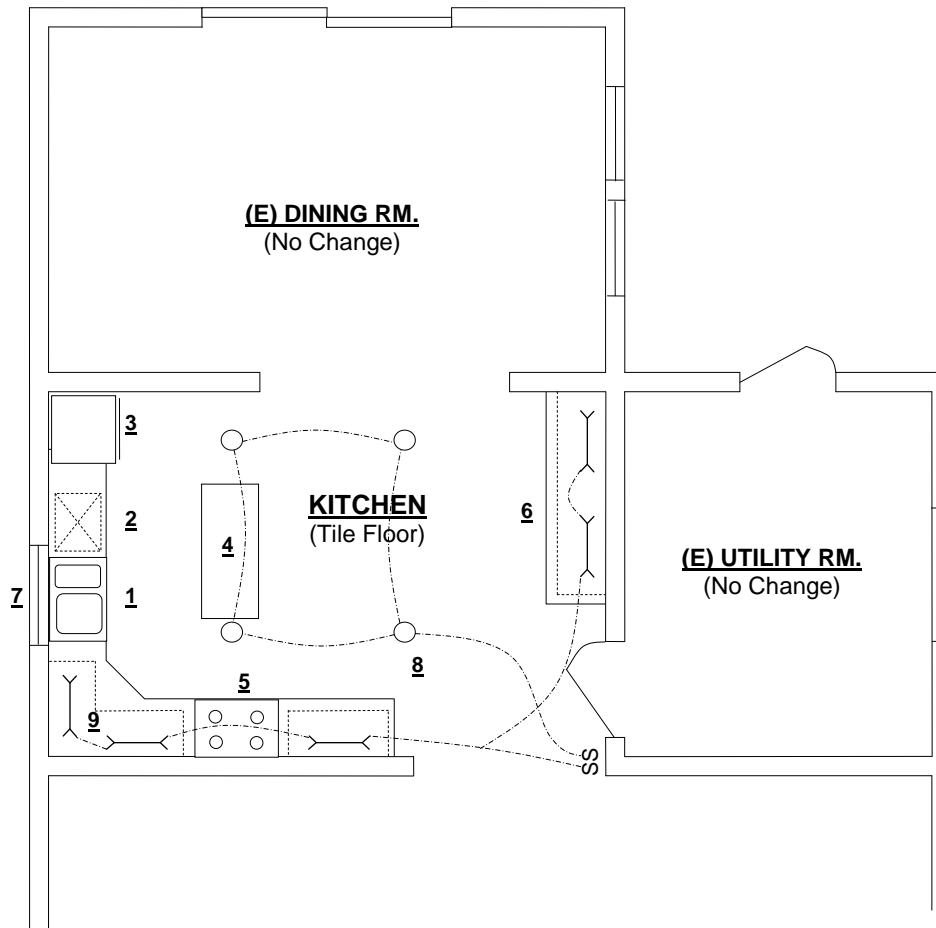 (E) DINING RM.
(No Change)
3
2
KITCHEN
(Tile Floor)
6
4
(E) UTILITY RM.
(No Change)
7
1
8
5
9
SS